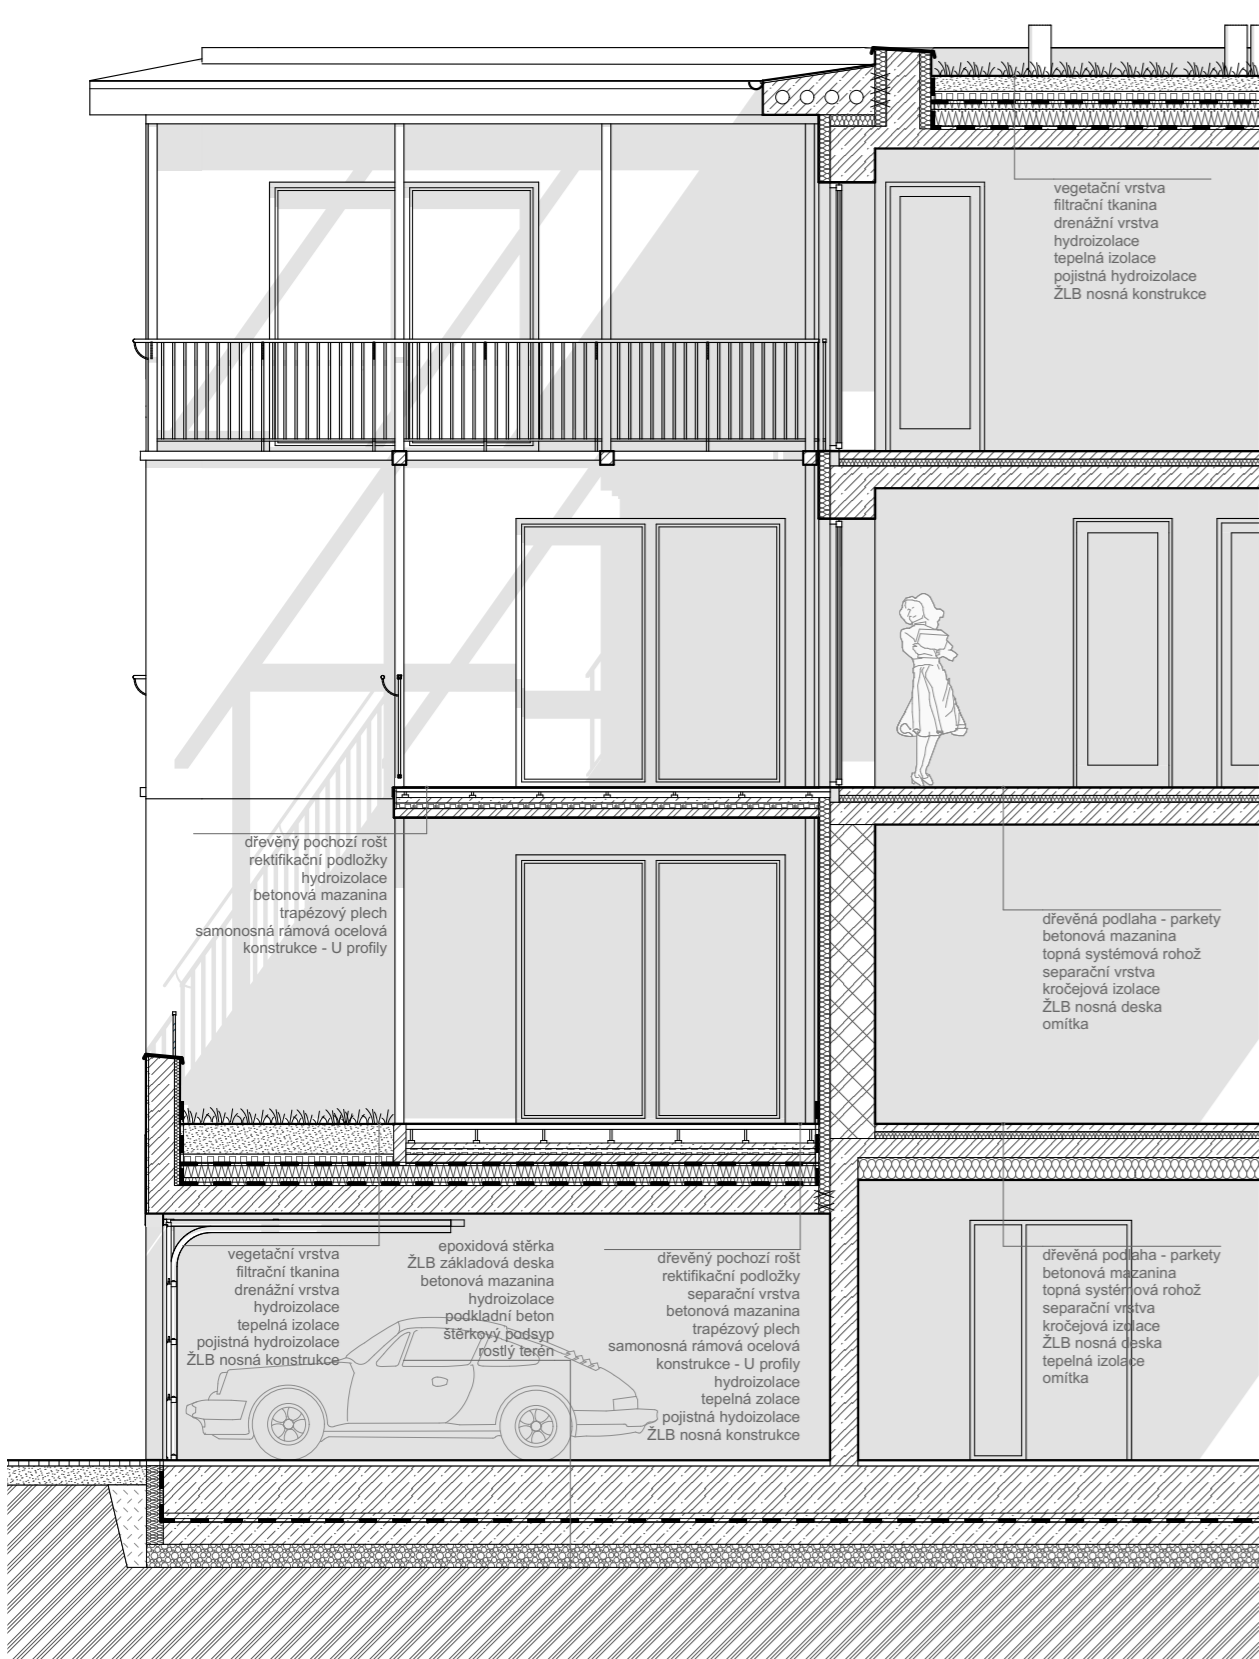 vegetační vrstva
filtrační tkanina
drenážní vrstva
hydroizolace
tepelná izolace
pojistná hydroizolace
ŽLB nosná konstrukce
dřevěný pochozí rošt
rektifikační podložky
hydroizolace
betonová mazanina
trapézový plech
samonosná rámová ocelová
konstrukce - U profily
dřevěná podlaha - parkety
betonová mazanina
topná systémová rohož
separační vrstva
kročejová izolace
ŽLB nosná deska
omítka
vegetační vrstva
filtrační tkanina
drenážní vrstva
hydroizolace
tepelná izolace
pojistná hydroizolace
ŽLB nosná konstrukce
epoxidová stěrka
ŽLB základová deska
betonová mazanina
hydroizolace
podkladní beton
štěrkový podsyp
rostlý terén
dřevěný pochozí rošt
rektifikační podložky
separační vrstva
betonová mazanina
trapézový plech
samonosná rámová ocelová
konstrukce - U profily
hydroizolace
tepelná zolace
pojistná hydoizolace
ŽLB nosná konstrukce
dřevěná podlaha - parkety
betonová mazanina
topná systémová rohož
separační vrstva
kročejová izolace
ŽLB nosná deska
tepelná izolace
omítka